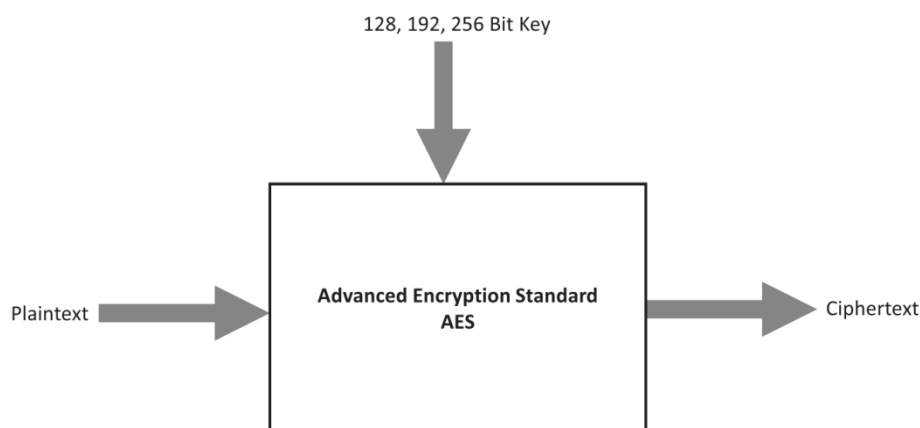 128, 192, 256 Bit Key
Plaintext
Advanced Encryption Standard
AES
Ciphertext